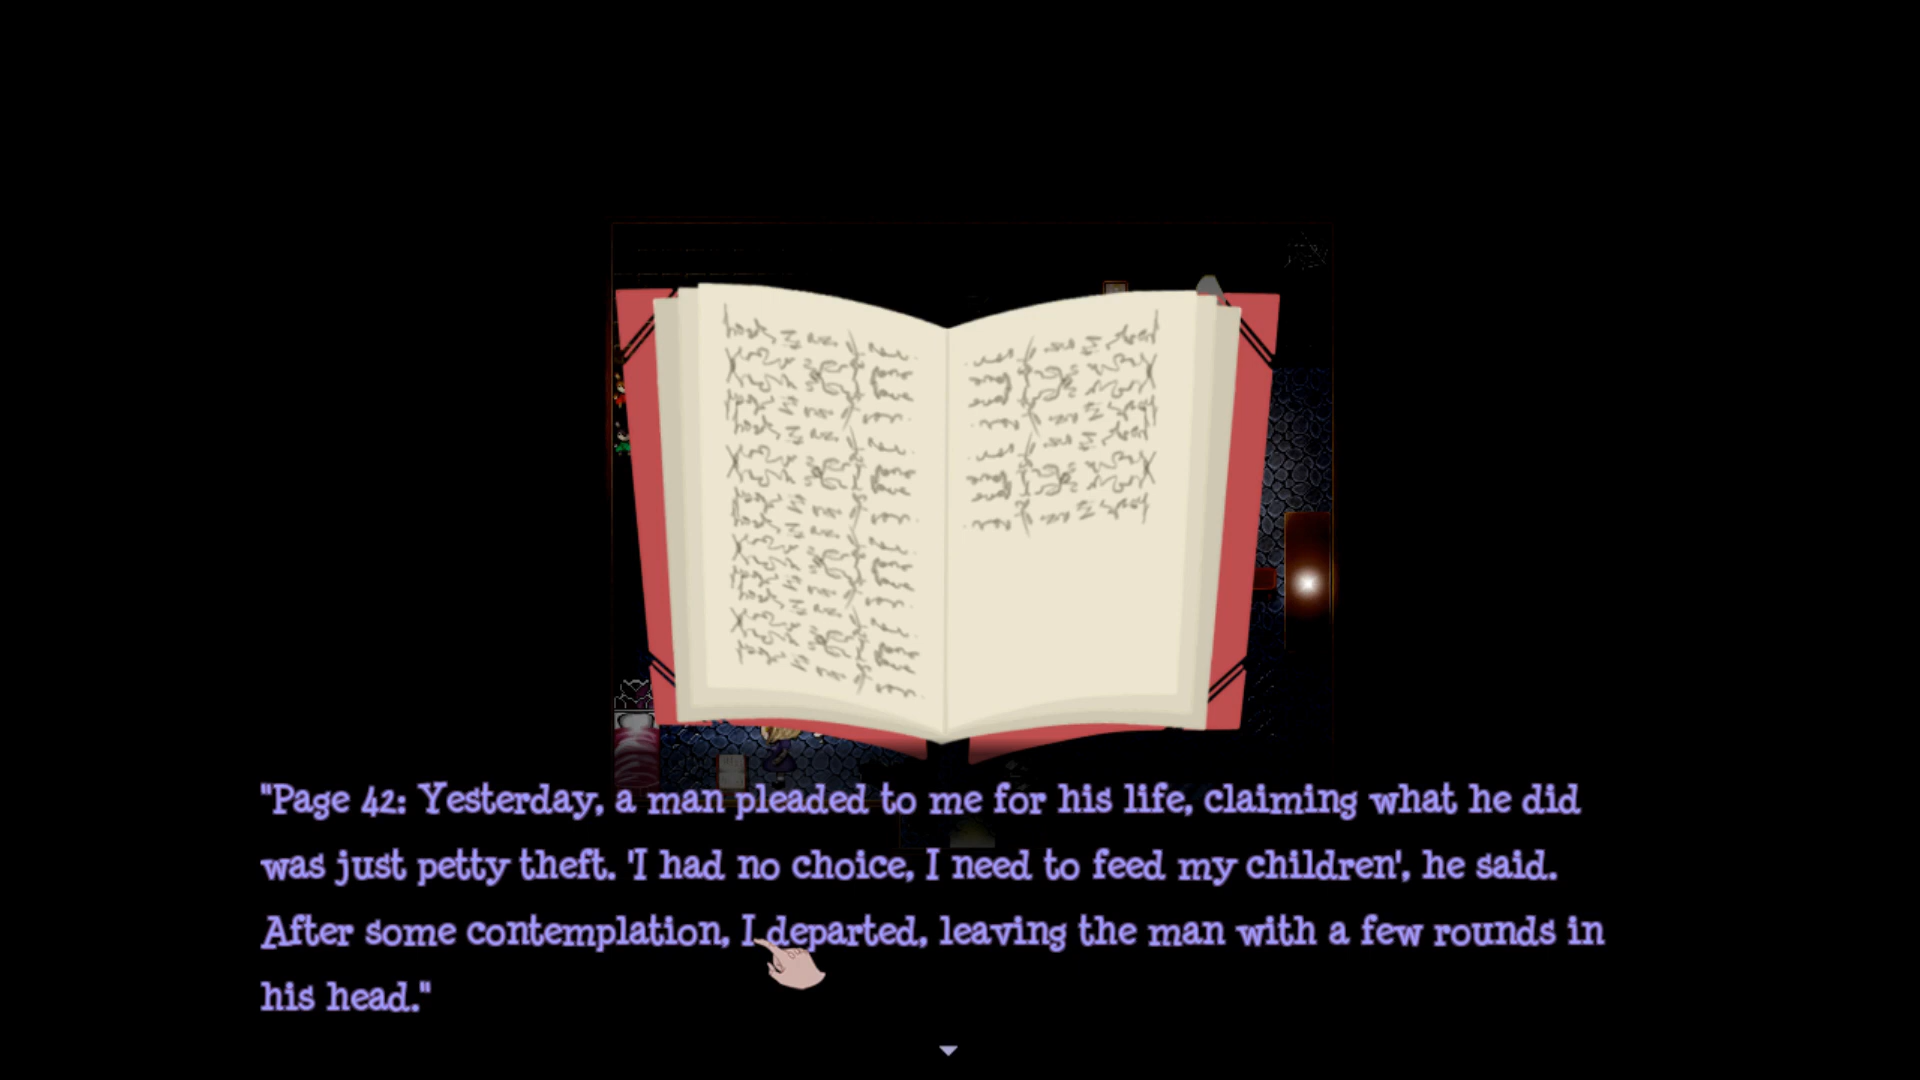 "Page 42: Yesterday, a man pleaded to me for his life, claiming what he did
was just petty theft. 'I had no choice, I need to feed my children', he said.
After some contemplation, I departed, leaving the man with a few rounds in
his head."